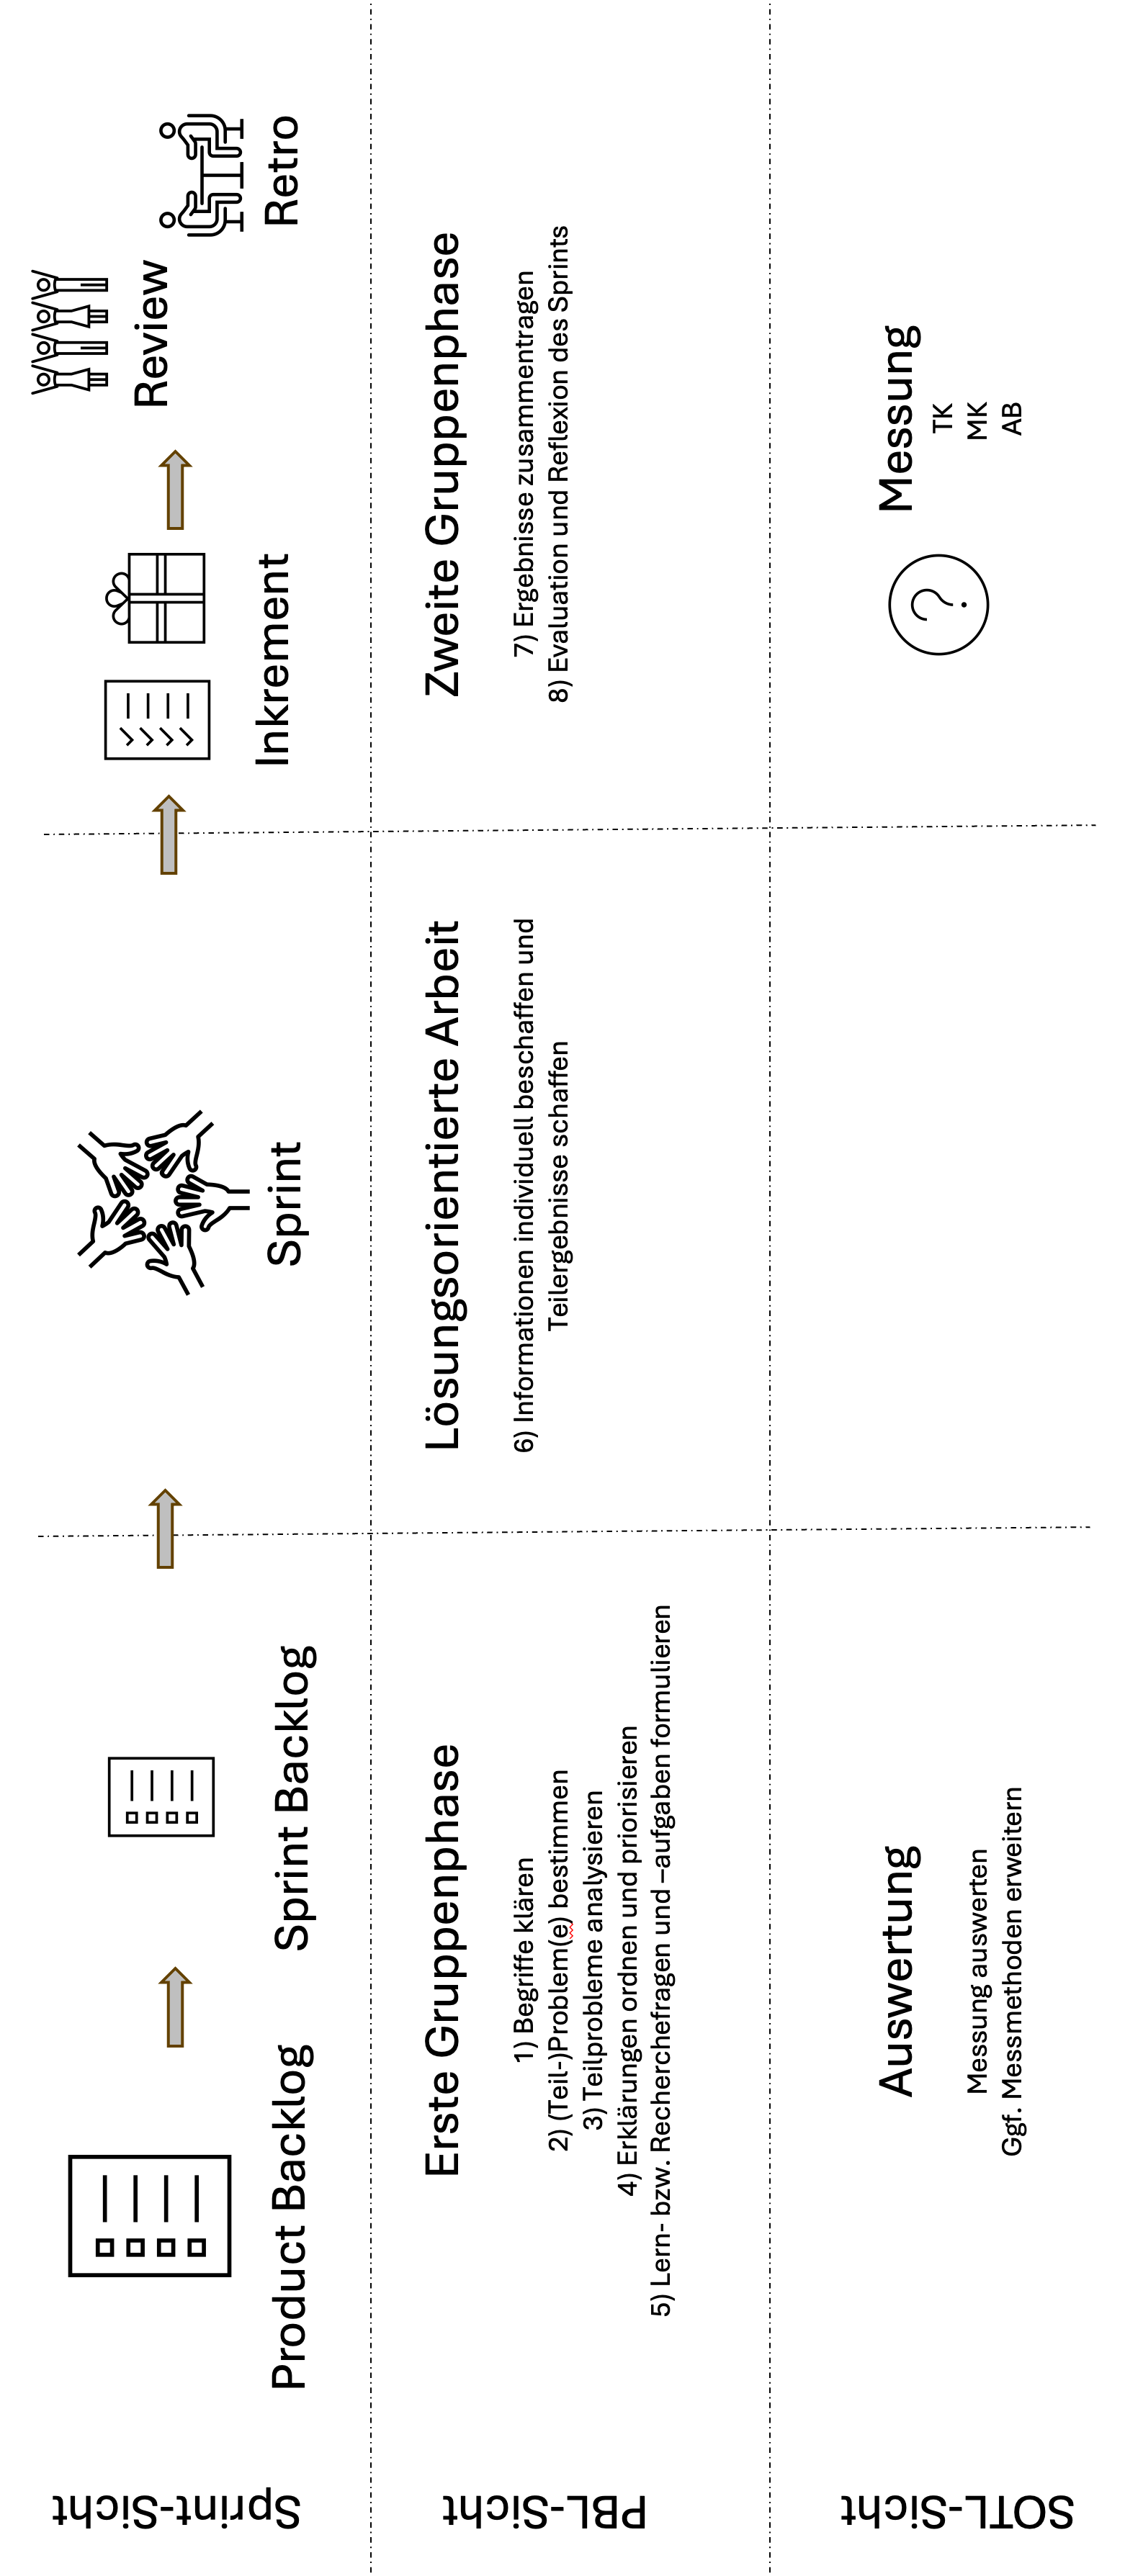 Sprint-Sicht
Product Backlog
Sprint Backlog
Sprint
Inkrement
Review
Retro
PBL-Sicht
Erste Gruppenphase
1) Begriffe klären
2) (Teil-)Problem(e) bestimmen
3) Teilprobleme analysieren
4) Erklärungen ordnen und priorisieren
5) Lern- bzw. Recherchefragen und –aufgaben formulieren
Lösungsorientierte Arbeit
6) Informationen individuell beschaffen und
Teilergebnisse schaffen
Zweite Gruppenphase
7) Ergebnisse zusammentragen
8) Evaluation und Reflexion des Sprints
SOTL-Sicht
Auswertung
Messung auswerten
Ggf. Messmethoden erweitern
?
Messung
TK
MK
AB